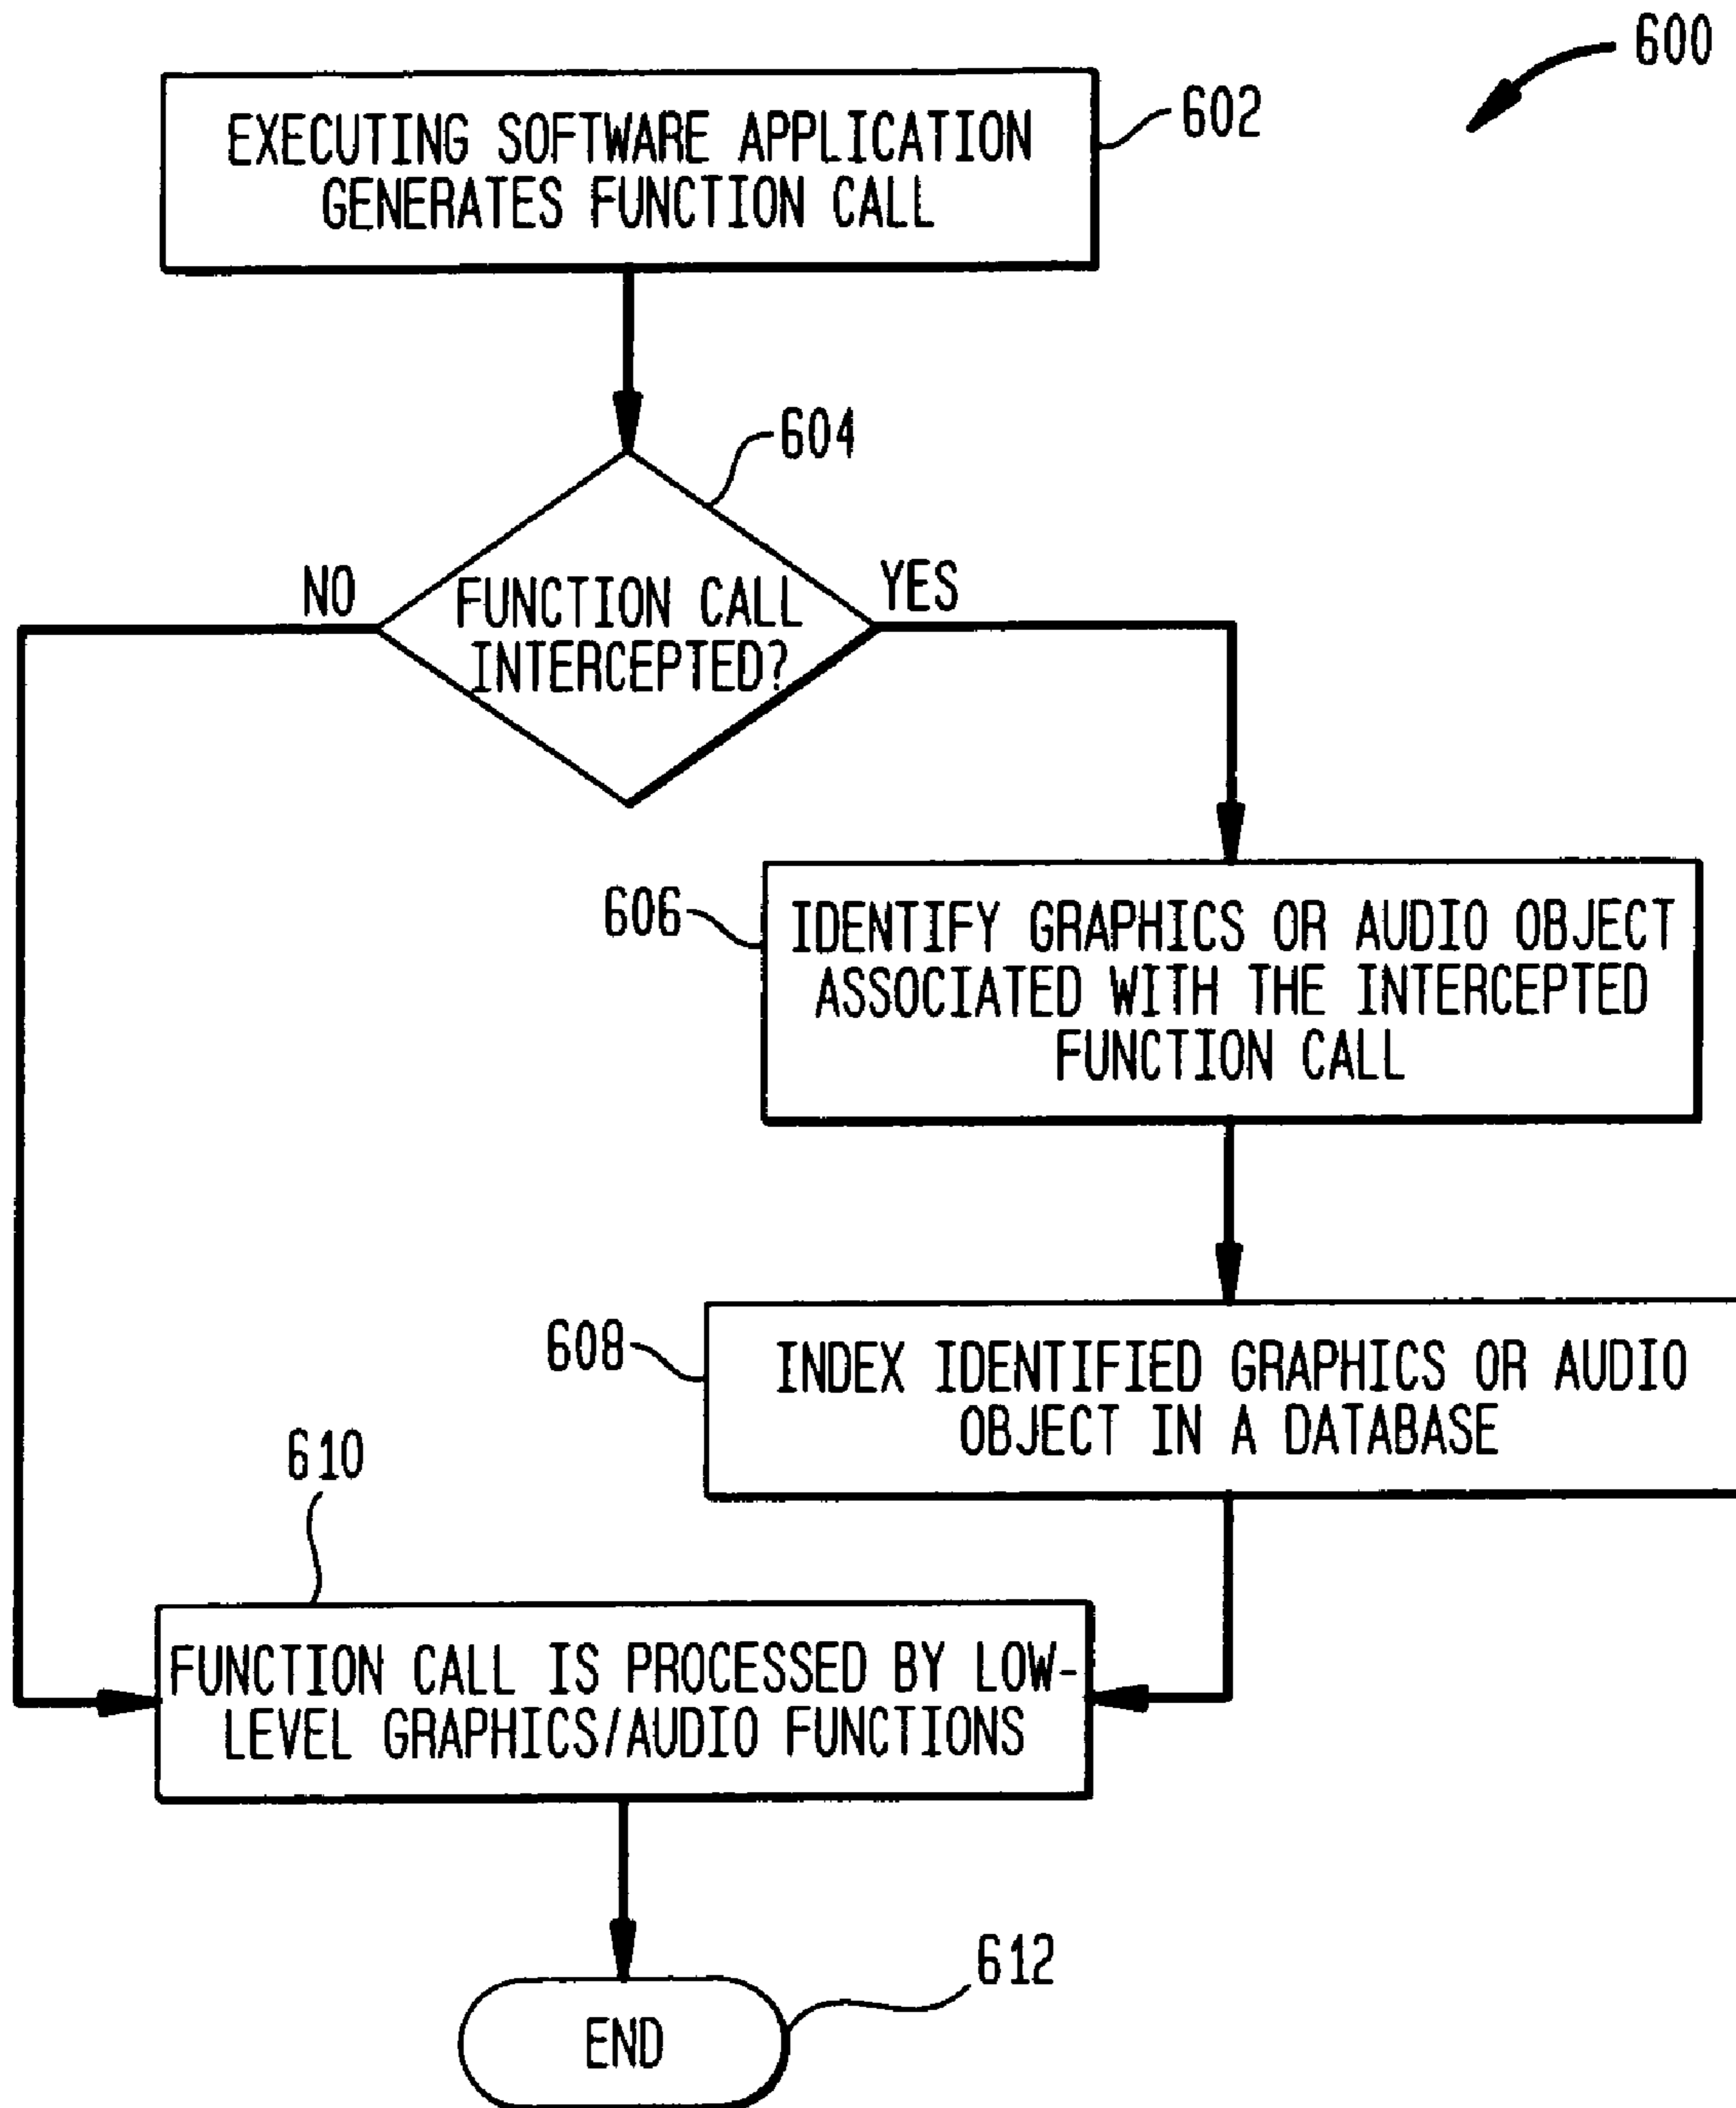 600
EXECUTING SOFTWARE APPLICATION
GENERATES FUNCTION CALL
602
604
NO
FUNCTION CALL
INTERCEPTED?
YES
606
IDENTIFY GRAPHICS OR AUDIO OBJECT
ASSOCIATED WITH THE INTERCEPTED
FUNCTION CALL
608
INDEX IDENTIFIED GRAPHICS OR AUDIO
OBJECT IN A DATABASE
610
FUNCTION CALL IS PROCESSED BY LOW-
LEVEL GRAPHICS/AUDIO FUNCTIONS
612
END